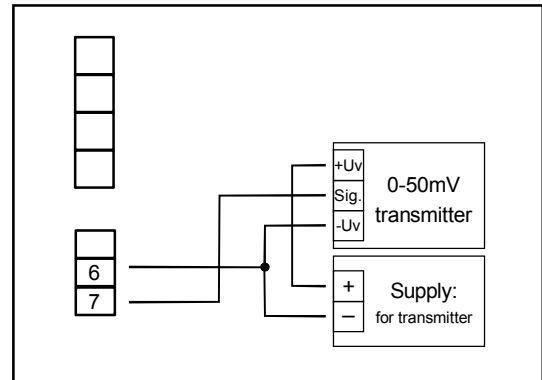 +Uv
Sig.
-Uv
0-50mV
transmitter
6
7
+
−
Supply:
for transmitter